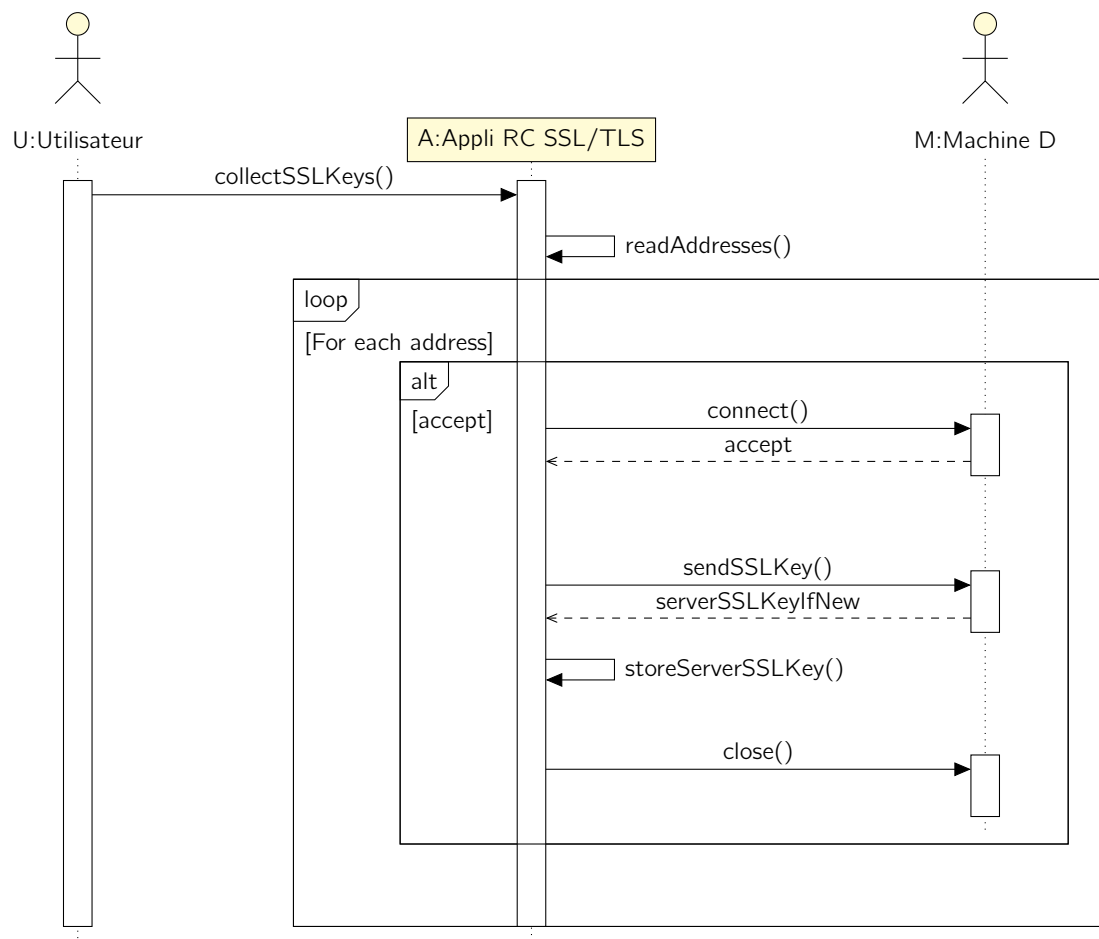 U:Utilisateur
A:Appli RC SSL/TLS
M:Machine D
collectSSLKeys()
readAddresses()
loop
[For each address]
alt
[accept]
connect()
accept
sendSSLKey()
serverSSLKeyIfNew
storeServerSSLKey()
close()